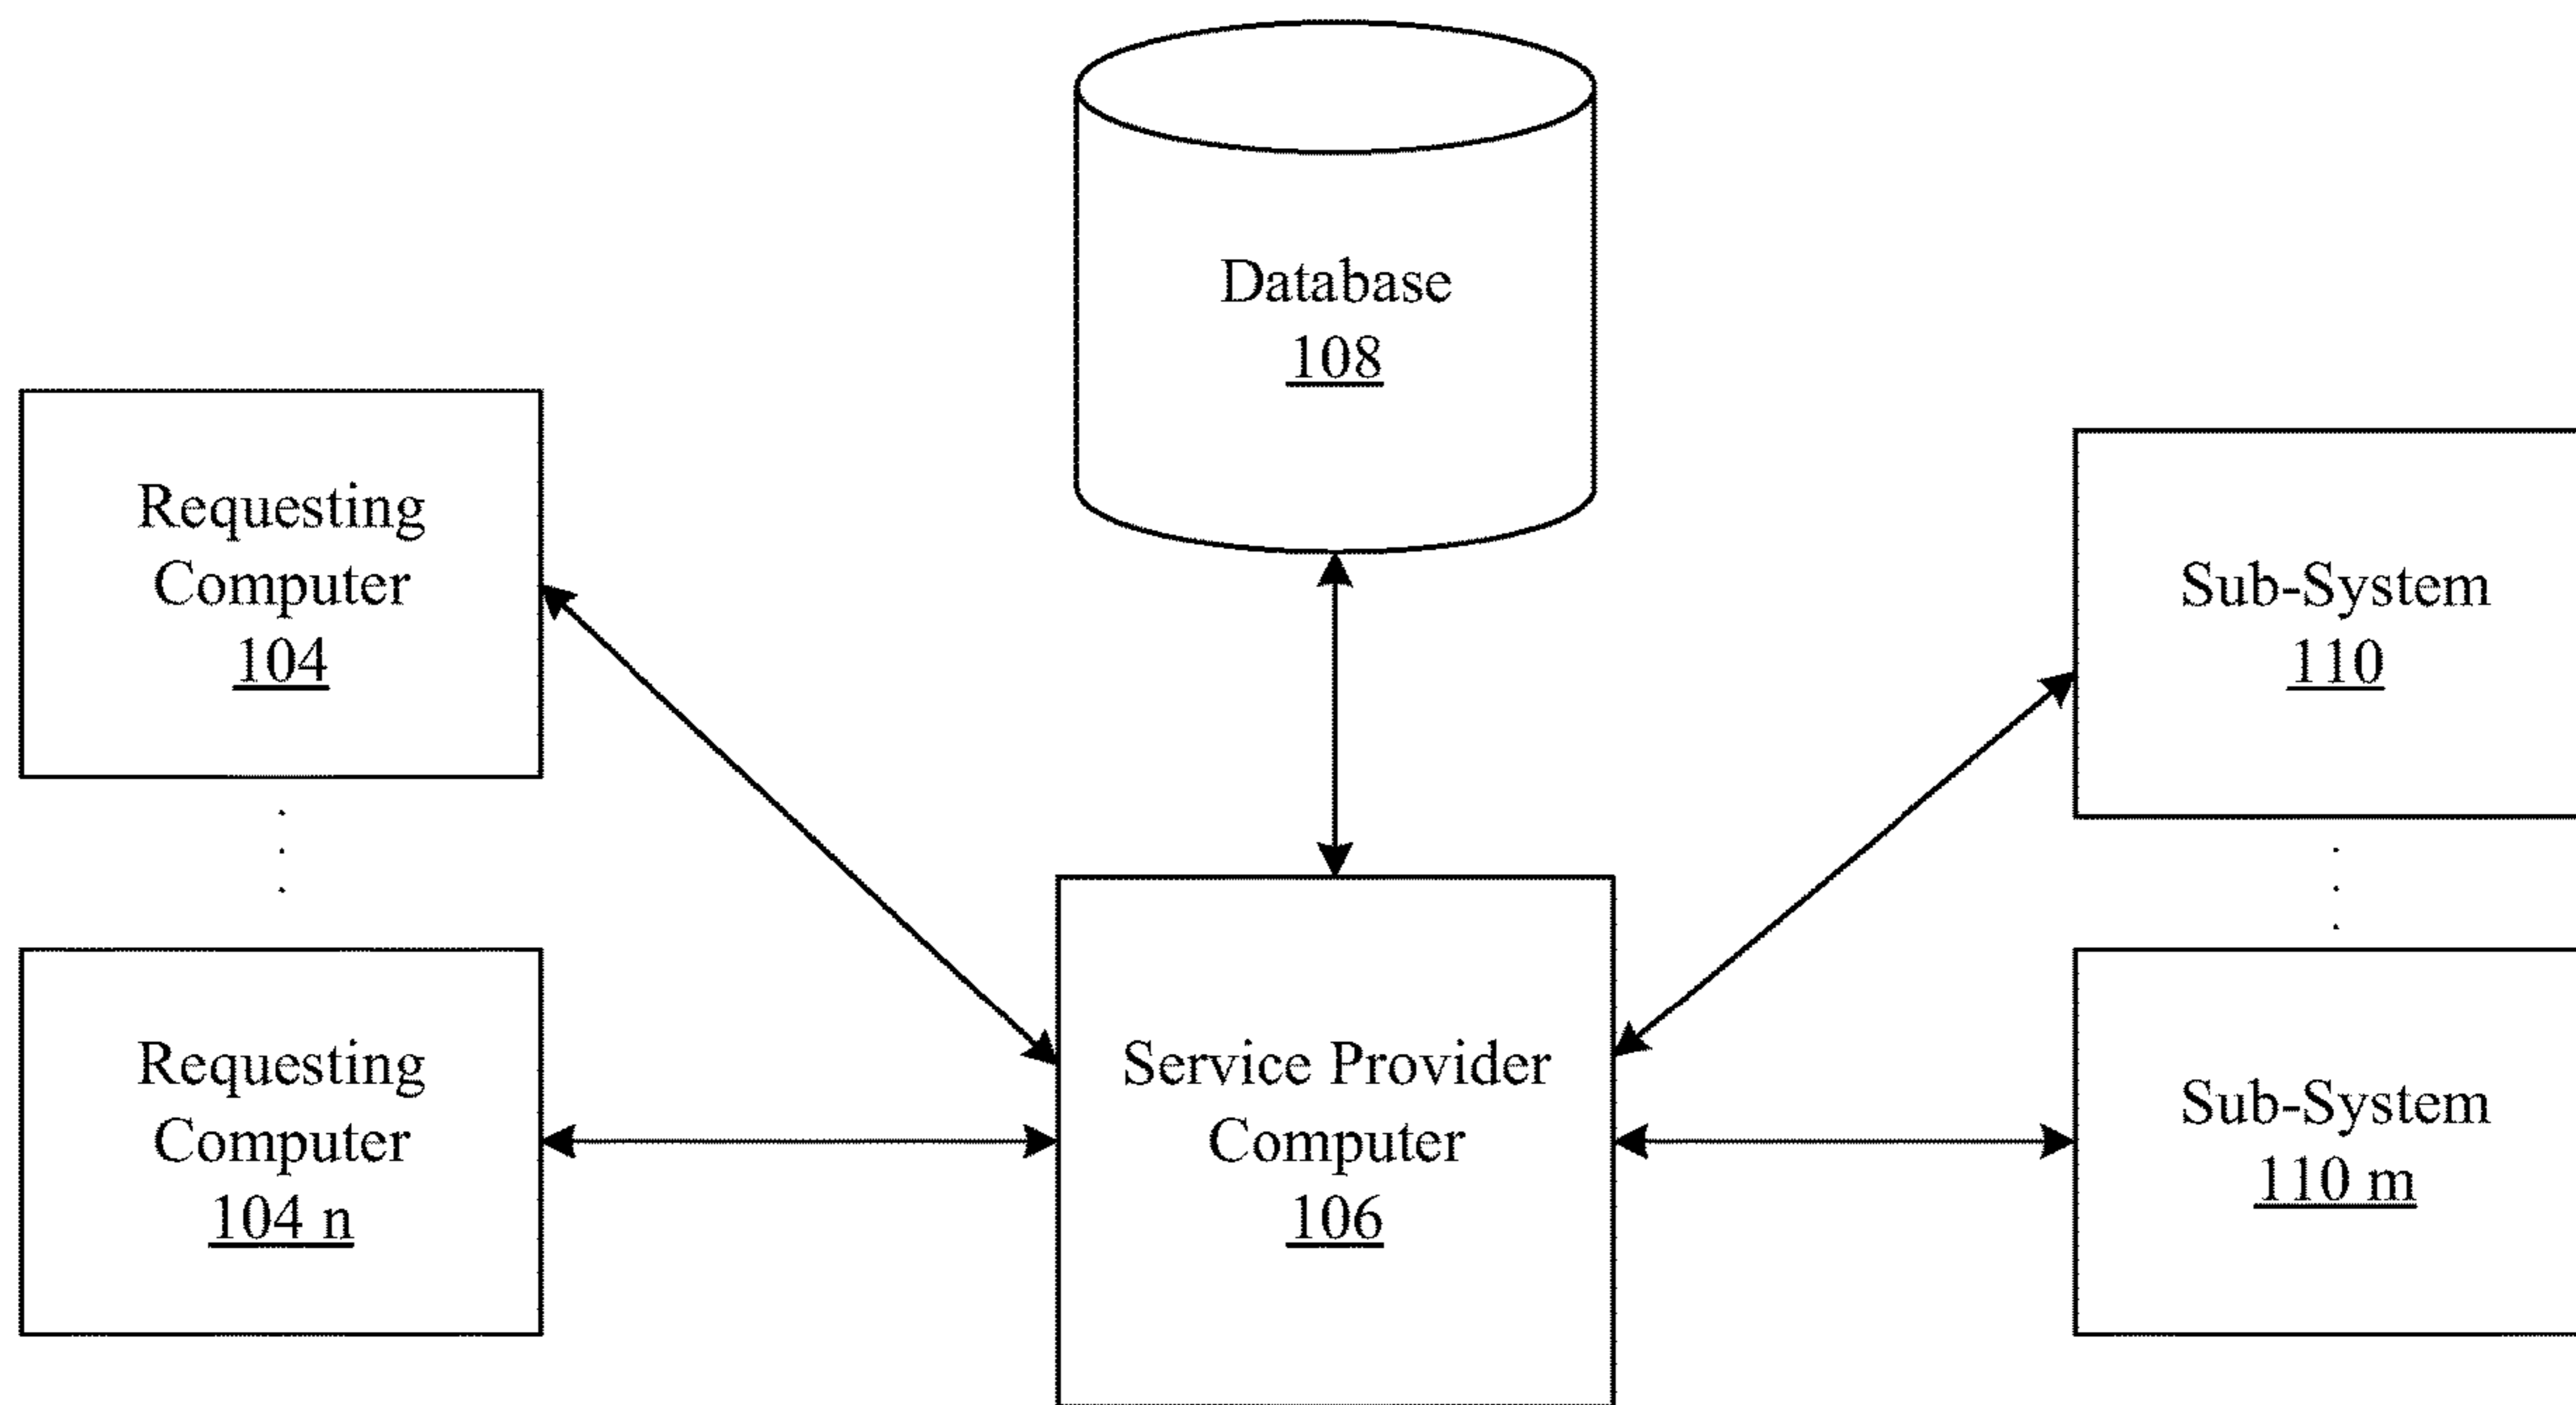 Database
108
Requesting
Computer
104
Sub-System
110
Requesting
Computer
104 n
Service Provider
Computer
106
Sub-System
110 m